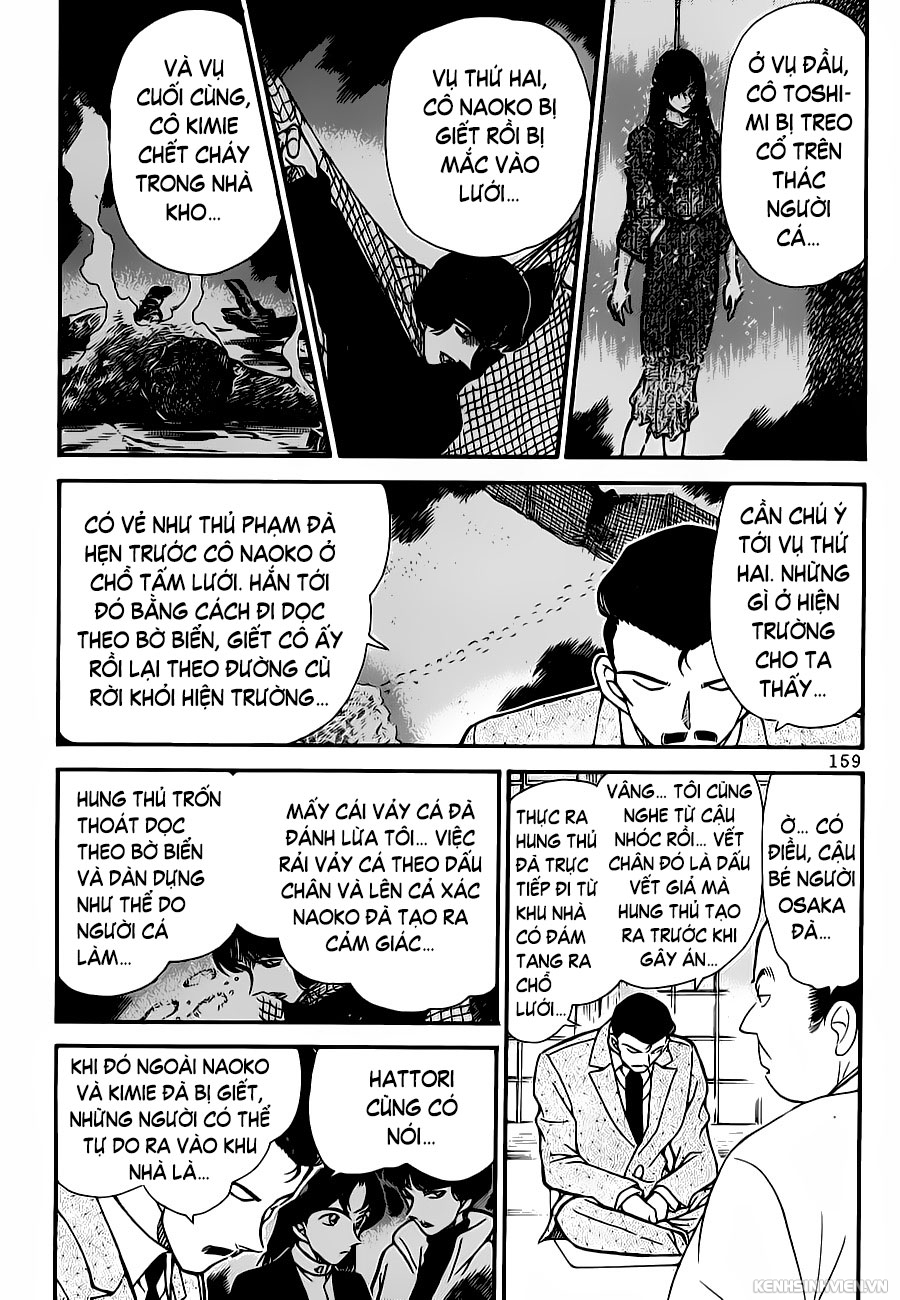 Ở VỤ ĐẦU,
CÔ TOSHI-
MI BỊ TREO
CỔ TRÊN
THÁC
NGƯỜI
CÁ...
VỤ THỨ HAI,
CÔ NAOKO BỊ
GIẾT RỒI BỊ
MẮC VÀO
LƯỚI...
VÀ VỤ
CUỐI CÙNG,
CÔ KIMIE
CHẾT CHÁY
TRONG NHÀ
KHO...
CẦN CHÚ Ý
TỚI VỤ THỨ
HAI. NHỮNG
GÌ Ở HIỆN
TRƯỜNG
CHO TA
THẤY...
CÓ VẺ NHƯ THỦ PHẠM ĐÃ
HẸN TRƯỚC CÔ NAOKO Ở
CHỖ TẤM LƯỚI. HẮN TỚI
ĐÓ BẰNG CÁCH ĐI DỌC
THEO BỜ BIỂN, GIẾT CÔ ẤY
RỒI LẠI THEO ĐƯỜNG CŨ
RỜI KHỎI HIỆN TRƯỜNG...
159
Ờ... CÓ
ĐIỀU, CẬU
BÉ NGƯỜI
OSAKA
ĐÃ...
VÂNG... TÔI CŨNG
NGHE TỪ CẬU
NHÓC RỒI... VẾT
CHÂN ĐÓ LÀ DẤU
VẾT GIẢ MÀ
HUNG THỦ TẠO
RA TRƯỚC KHI
GÂY ÁN...
THỰC RA
HUNG THỦ
ĐÃ TRỰC
TIẾP ĐI TỪ
KHU NHÀ
CÓ ĐÁM
TANG RA
CHỖ
LƯỚI...
MẤY CÁI VẢY CÁ ĐÃ
ĐÁNH LỪA TÔI... VIỆC
RẢI VẢY CÁ THEO DẤU
CHÂN VÀ LÊN CẢ XÁC
NAOKO ĐÃ TẠO RA
CẢM GIÁC...
HUNG THỦ TRỐN
THOÁT DỌC
THEO BỜ BIỂN
VÀ DÀN DỰNG
NHƯ THỂ DO
NGƯỜI CÁ
LÀM...
HATTORI
CŨNG CÓ
NÓI...
KHI ĐÓ NGOÀI NAOKO
VÀ KIMIE ĐÃ BỊ GIẾT,
NHỮNG NGƯỜI CÓ THỂ
TỰ DO RA VÀO KHU
NHÀ LÀ...
KENHSINHVIEN.VN